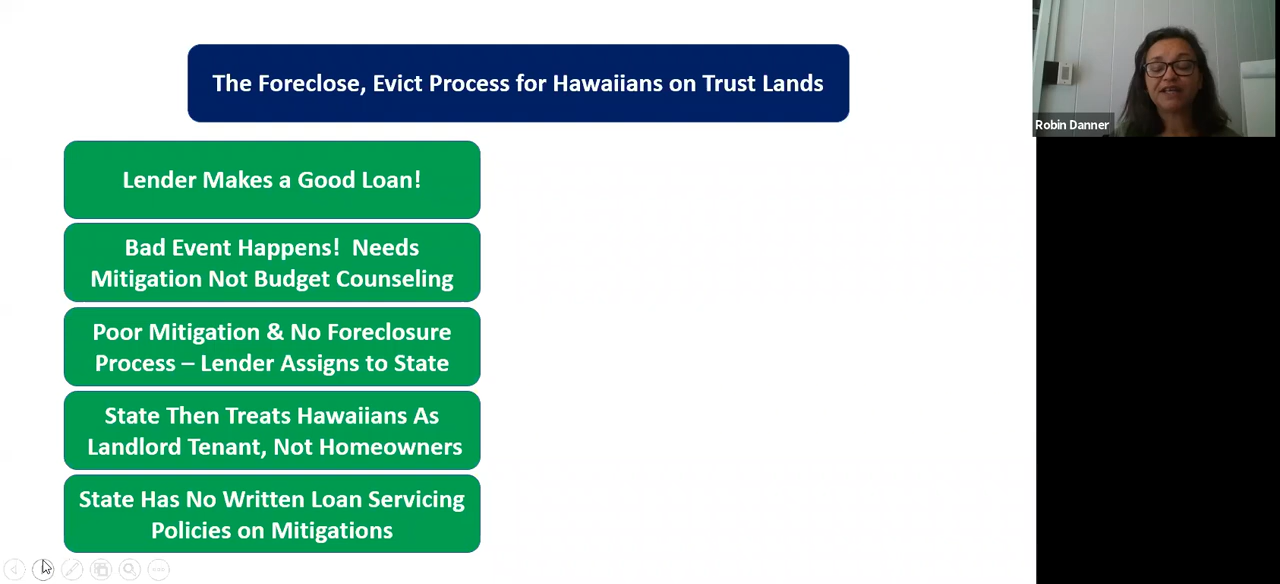 The Foreclose, Evict Process for Hawaiians on Trust Lands
Robin Danner
Lender Makes a Good Loan!
Bad Event Happens!  Needs
Mitigation Not Budget Counseling
Poor Mitigation & No Foreclosure
Process – Lender Assigns to State
State Then Treats Hawaiians As
Landlord Tenant, Not Homeowners
State Has No Written Loan Servicing
Policies on Mitigations